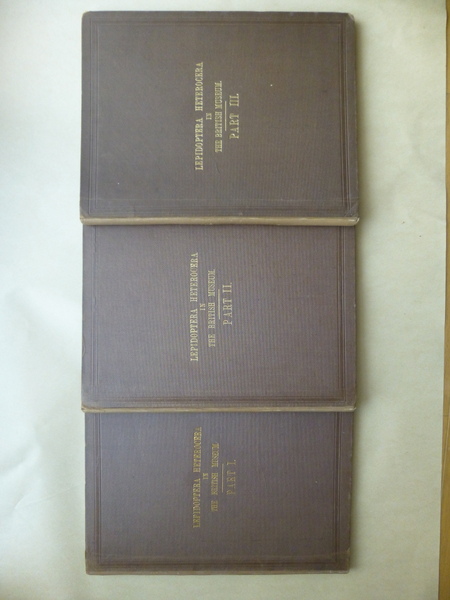 LEPIDOPTERA HETEROCERA
IN
THE BRITISH MUSEUM.
PART III.
LEPIDOPTERA HETEROCERA
IN
THE BRITISH MUSEUM.
PART II.
LEPIDOPTERA HETEROCERA
IN
THE BRITISH MUSEUM.
PART I.